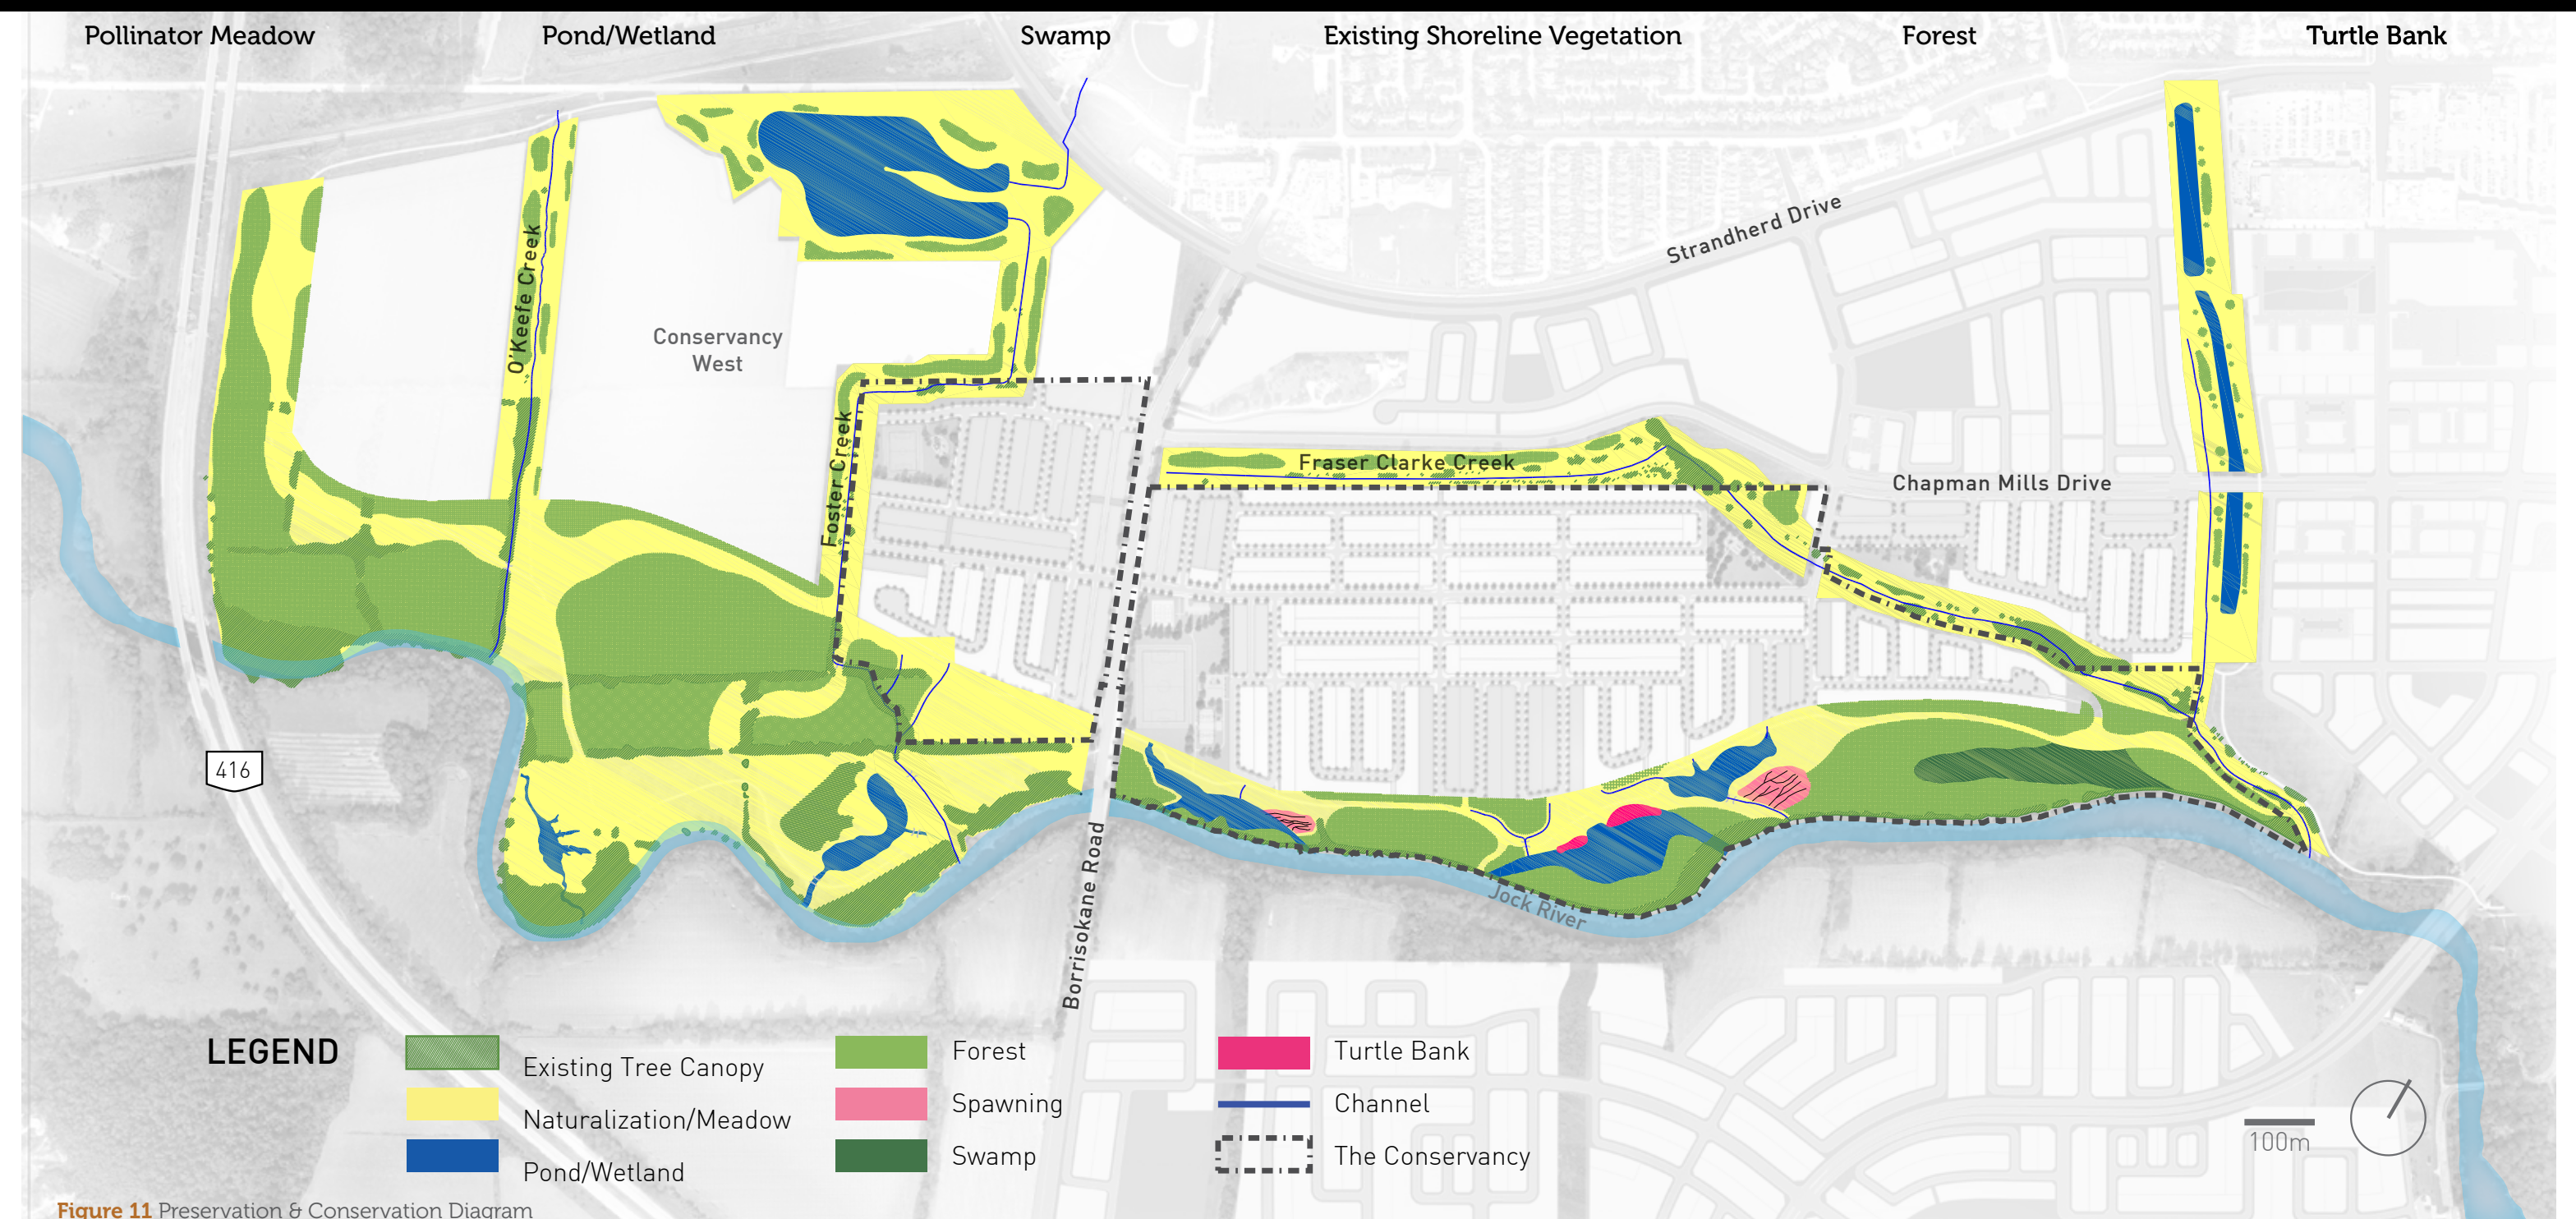 Pollinator Meadow
Pond/Wetland
Swamp
Existing Shoreline Vegetation
Forest
Turtle Bank
Strandherd Drive
O'Keefe Creek
Conservancy
West
Foster Creek
Fraser Clarke Creek
Chapman Mills Drive
416
Borrisokane Road
Jock River
LEGEND
Existing Tree Canopy
Naturalization/Meadow
Pond/Wetland
Forest
Spawning
Swamp
Turtle Bank
Channel
The Conservancy
100m
Figure 11 Preservation & Conservation Diagram